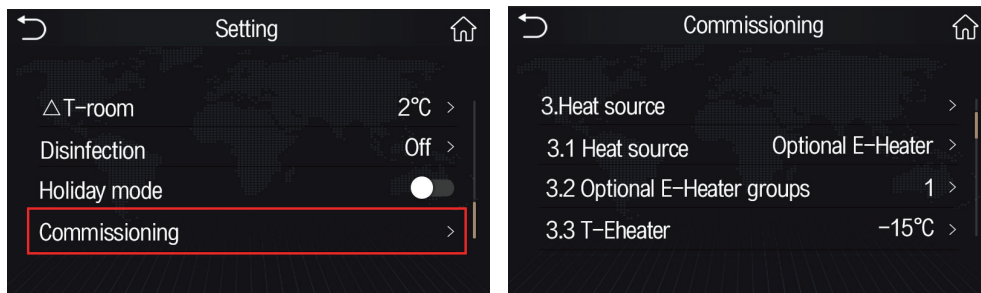 Setting
△T-room 2℃ >
Disinfection Off >
Holiday mode
Commissioning >
Commissioning
3.Heat source >
3.1 Heat source Optional E-Heater >
3.2 Optional E-Heater groups 1 >
3.3 T-Eheater -15℃ >